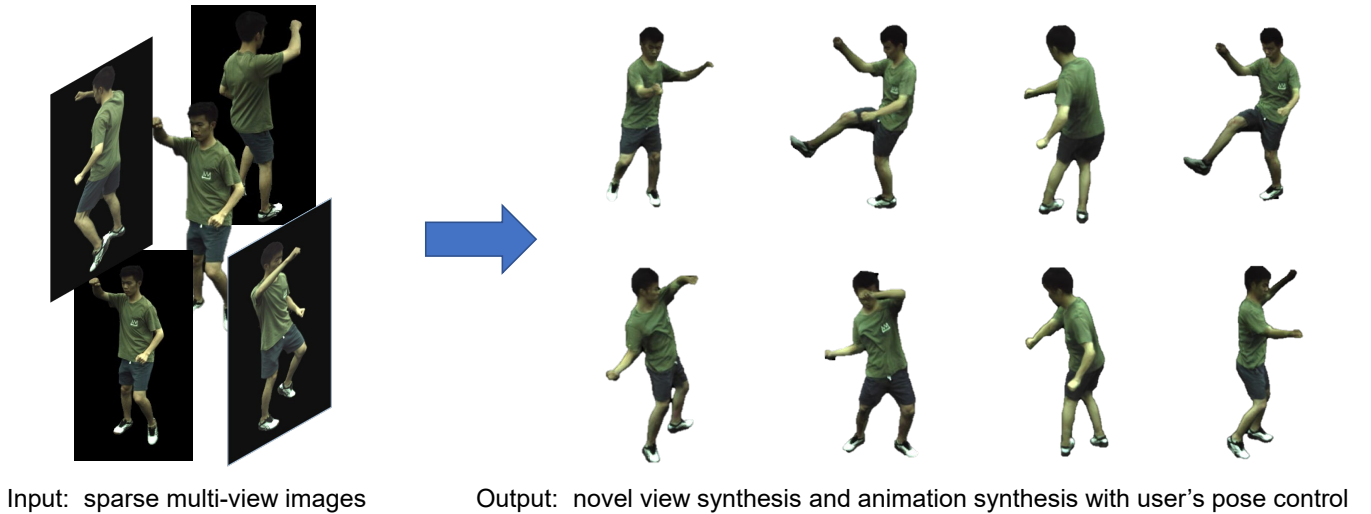 Input:  sparse multi-view images
Output:  novel view synthesis and animation synthesis with user's pose control